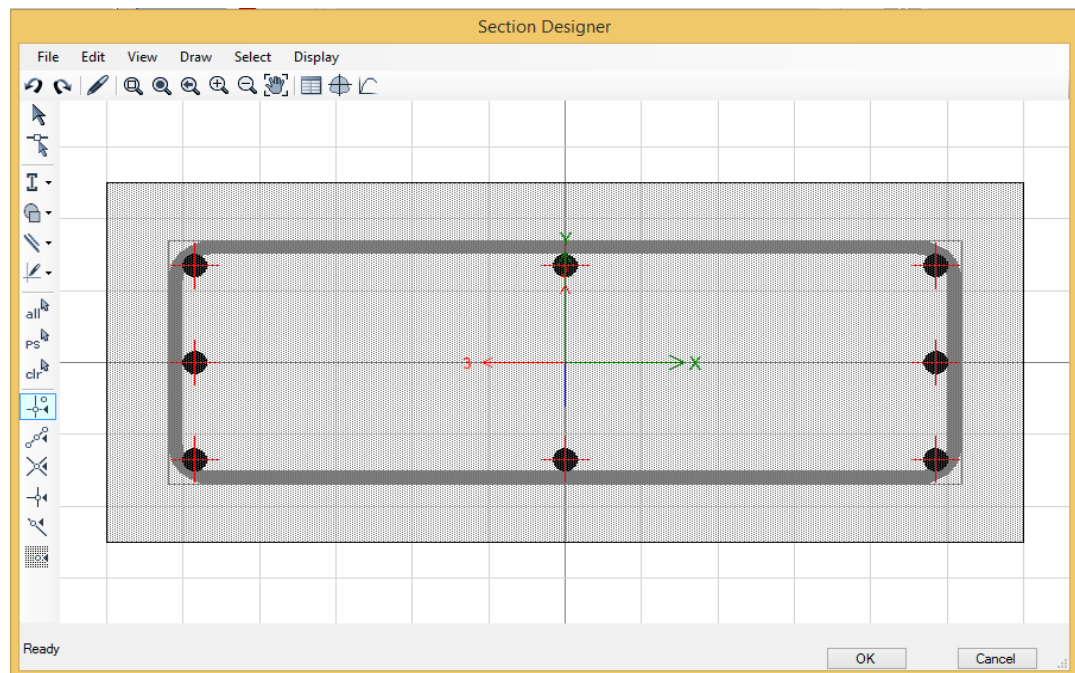 Section Designer
File Edit View Draw Select Display
all
PS
clr
Y
3
X
Ready
OK Cancel